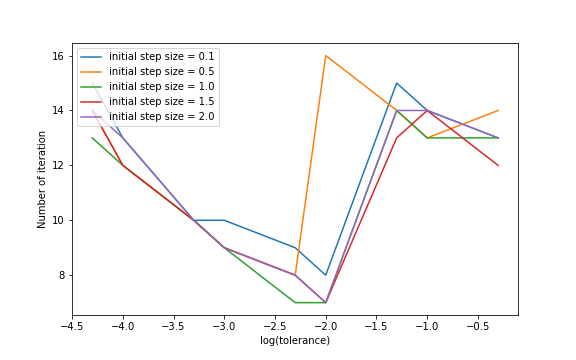 16
14
12
10
8
Number of iteration
initial step size = 0.1
initial step size = 0.5
initial step size = 1.0
initial step size = 1.5
initial step size = 2.0
−4.5 −4.0 −3.5 −3.0 −2.5 −2.0 −1.5 −1.0 −0.5
log(tolerance)